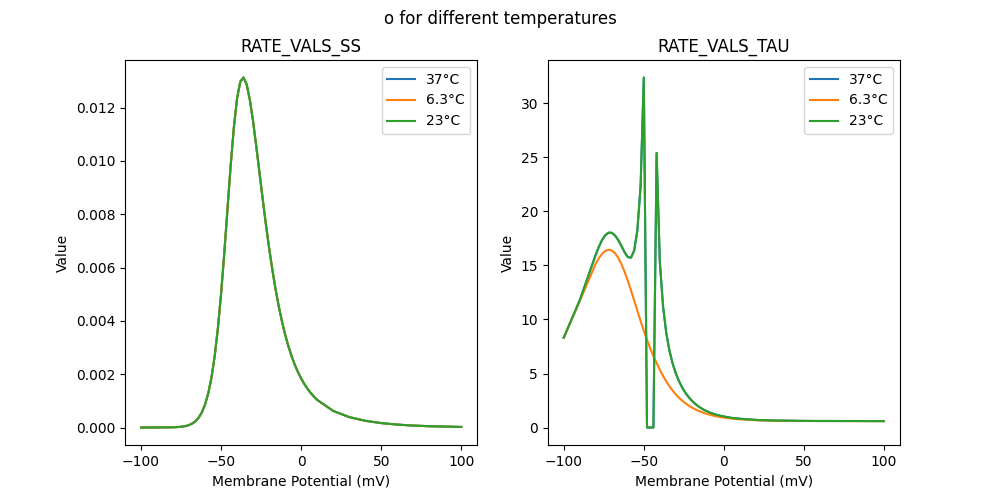 o for different temperatures
RATE_VALS_SS
RATE_VALS_TAU
37°C
6.3°C
23°C
37°C
6.3°C
23°C
Value
0.012
0.010
0.008
0.006
0.004
0.002
0.000
−100
−50
0
50
100
Membrane Potential (mV)
Value
30
25
20
15
10
5
0
−100
−50
0
50
100
Membrane Potential (mV)